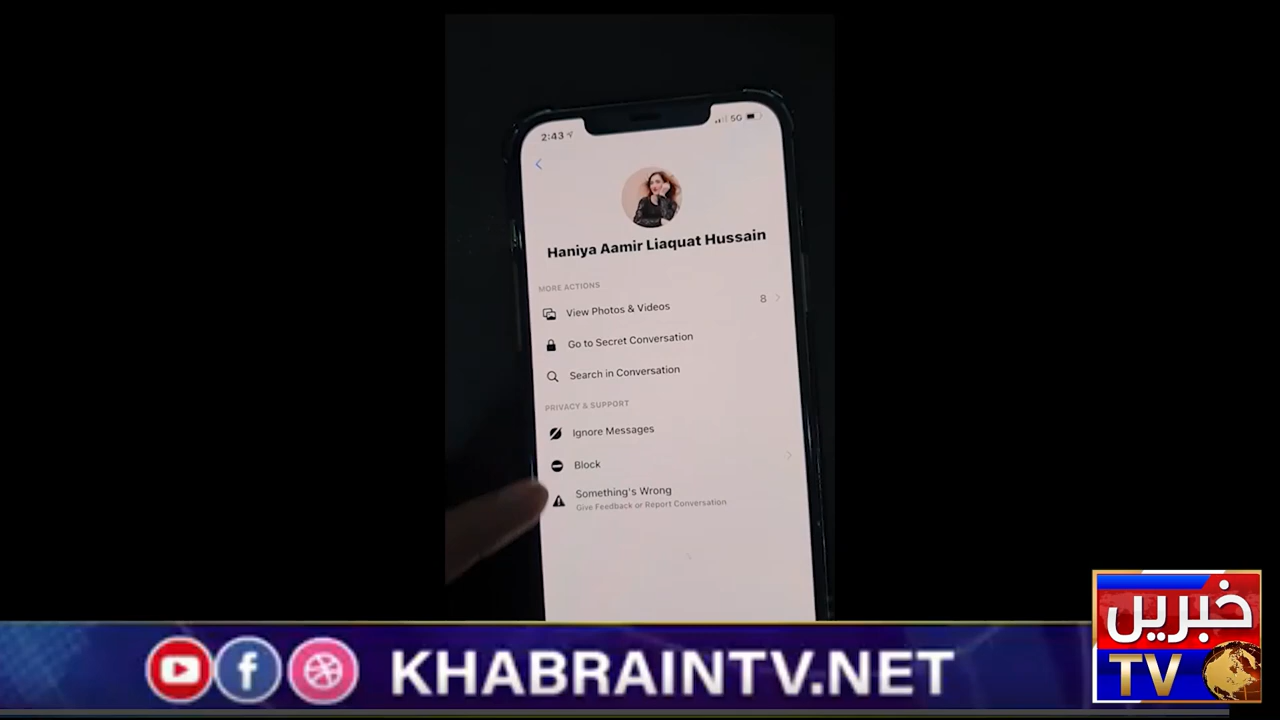 2:43
5G
Haniya Aamir Liaquat Hussain
MORE ACTIONS
View Photos & Videos 8
Go to Secret Conversation
Search in Conversation
PRIVACY & SUPPORT
Ignore Messages
Block
Something's Wrong
Give Feedback or Report Conversation
KHABRAINTV.NET
خبریں
TV